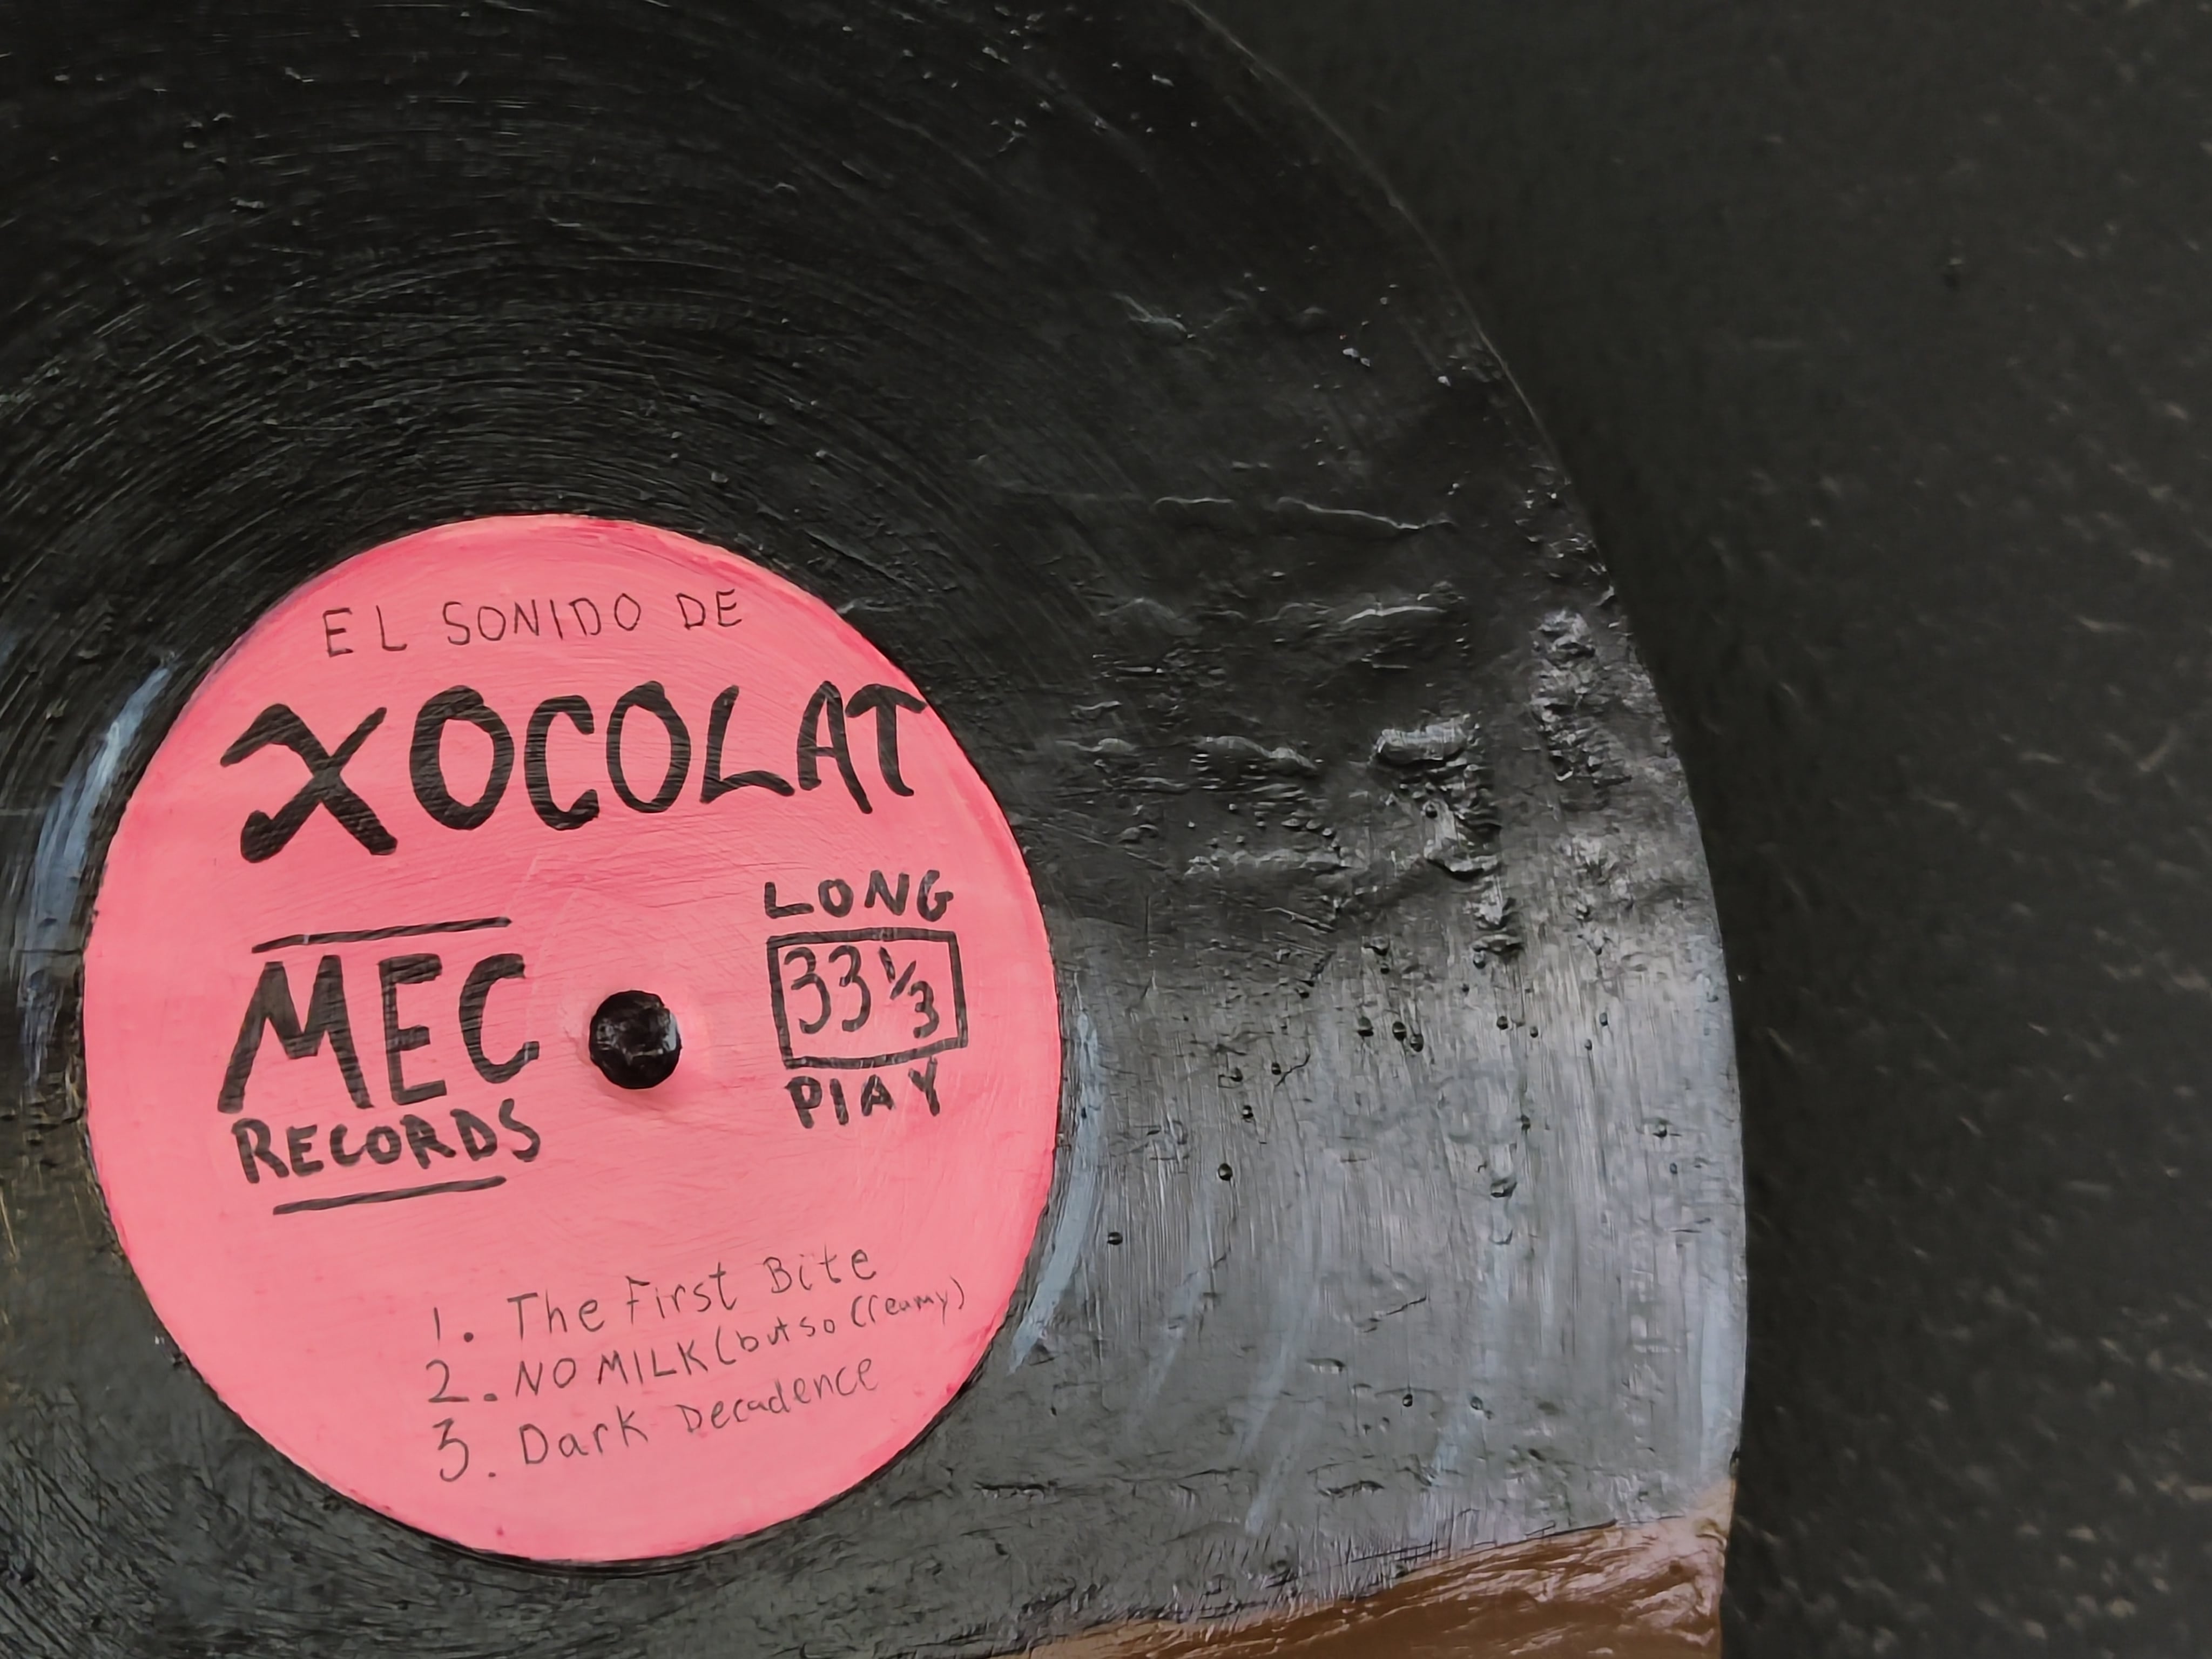 EL SONIDO DE
XOCOLAT
MEC
RECORDS
LONG
33 1/3
PLAY
1. The First Bite
2. NO MILK (but so Creamy)
3. Dark Decadence